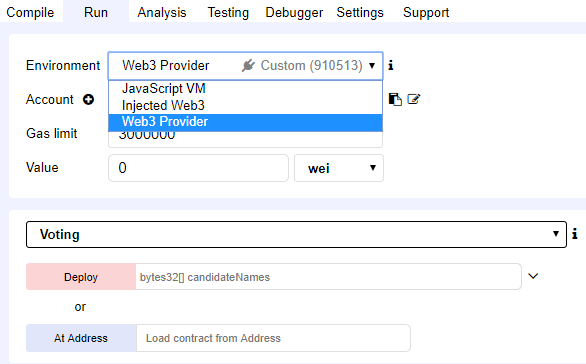 Compile Run Analysis Testing Debugger Settings Support
Environment Web3 Provider Custom (910513)
JavaScript VM
Account
Injected Web3
Web3 Provider
Gas limit 3000000
Value 0 wei
Voting
Deploy bytes32[] candidateNames
or
At Address Load contract from Address